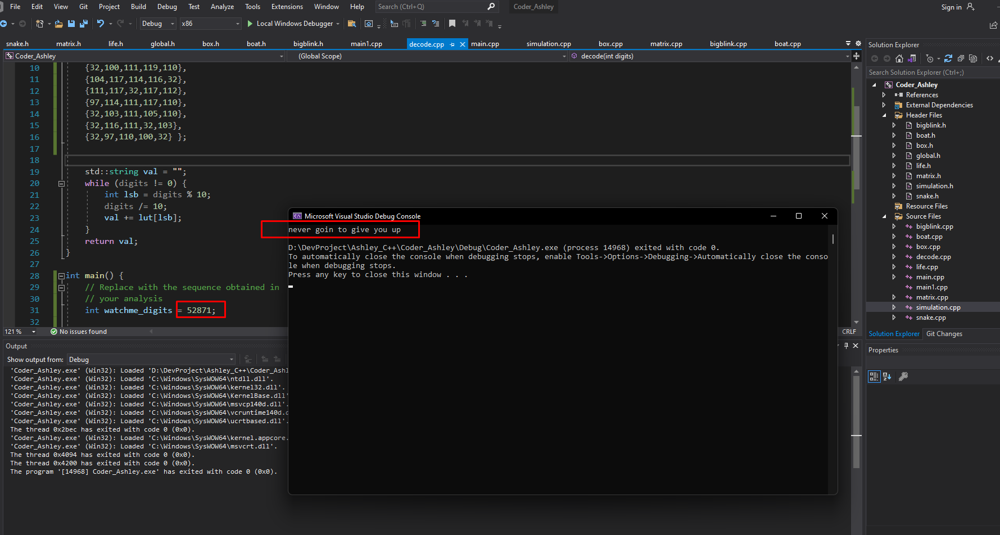 File Edit View Git Project Build Debug Test Analyze Tools Extensions Window Help Search (Ctrl+Q) Coder_Ashley Sign in
Debug x86 Local Windows Debugger
snake.h matrix.h life.h global.h box.h boat.h bigblink.h main1.cpp decode.cpp main.cpp simulation.cpp box.cpp matrix.cpp bigblink.cpp boat.cpp
Coder_Ashley (Global Scope) decode(int digits)
10 {32,100,111,119,110},
11 {104,117,114,116,32},
12 {111,117,32,117,112},
13 {97,114,111,117,110},
14 {32,103,111,105,110},
15 {32,116,111,32,103},
16 {32,97,110,100,32} };
17
18
19 std::string val = "";
20 while (digits != 0) {
21 int lsb = digits % 10;
22 digits /= 10;
23 val += lut[lsb];
24 }
25 return val;
26 }
27
28 int main() {
29 // Replace with the sequence obtained in
30 // your analysis
31 int watchme_digits = 52871;
32
121 % No issues found CRLF
Microsoft Visual Studio Debug Console
never goin to give you up
D:\DevProject\Ashley_C++\Coder_Ashley\Debug\Coder_Ashley.exe (process 14968) exited with code 0.
To automatically close the console when debugging stops, enable Tools->Options->Debugging->Automatically close the conso
le when debugging stops.
Press any key to close this window . . .
Output
Show output from: Debug
'Coder_Ashley.exe' (Win32): Loaded 'D:\DevProject\Ashley_C++\Coder_Ashl
'Coder_Ashley.exe' (Win32): Loaded 'C:\Windows\SysWOW64\ntdll.dll'.
'Coder_Ashley.exe' (Win32): Loaded 'C:\Windows\SysWOW64\kernel32.dll'.
'Coder_Ashley.exe' (Win32): Loaded 'C:\Windows\SysWOW64\KernelBase.dll'
'Coder_Ashley.exe' (Win32): Loaded 'C:\Windows\SysWOW64\msvcp140d.dll'.
'Coder_Ashley.exe' (Win32): Loaded 'C:\Windows\SysWOW64\vcruntime140d.d
'Coder_Ashley.exe' (Win32): Loaded 'C:\Windows\SysWOW64\ucrtbased.dll'.
The thread 0x2bec has exited with code 0 (0x0).
'Coder_Ashley.exe' (Win32): Loaded 'C:\Windows\SysWOW64\kernel.appcore.
'Coder_Ashley.exe' (Win32): Loaded 'C:\Windows\SysWOW64\msvcrt.dll'.
The thread 0x4094 has exited with code 0 (0x0).
The thread 0x4200 has exited with code 0 (0x0).
The program '[14968] Coder_Ashley.exe' has exited with code 0 (0x0).
Solution Explorer
Search Solution Explorer (Ctrl+;)
Coder_Ashley
References
External Dependencies
Header Files
bigblink.h
boat.h
box.h
global.h
life.h
matrix.h
simulation.h
snake.h
Resource Files
Source Files
bigblink.cpp
boat.cpp
box.cpp
decode.cpp
life.cpp
main.cpp
main1.cpp
matrix.cpp
simulation.cpp
snake.cpp
Solution Explorer Git Changes
Properties